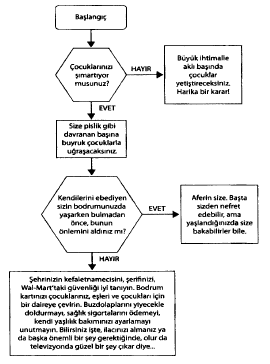 Başlangıç
Çocuklarınızı
şımartıyor
musunuz?
HAYIR
Büyük ihtimalle
aklı başında
çocuklar
yetiştireceksiniz.
Harika bir karar!
EVET
Size pislik gibi
davranan başına
buyruk çocuklarla
uğraşacaksınız.
Kendilerini ebediyen
sizin bodrumunuzda
yaşarken bulmadan
önce, bunun
önlemini aldınız mı?
EVET
Aferin size. Başta
sizden nefret
edebilir, ama
yaşlandığınızda size
bakabilirler bile.
HAYIR
Şehrinizin kefaletnamecisini, şerifinizi,
Wal-Mart'taki güvenliği iyi tanıyın. Bodrum
kartınızı çocuklarınız, eşleri ve çocukları için
bir daireye çevirin. Buzdolaplarını yiyecekle
doldurmayı, sağlık sigortalarını ödemeyi,
kendi yaşlılık bakımınızı ayarlamayı
unutmayın. Bilirsiniz işte, ilacınızı almanız ya
da başka önemli bir şey gerektiğinde, olur da
televizyonda güzel bir şey çıkar diye...